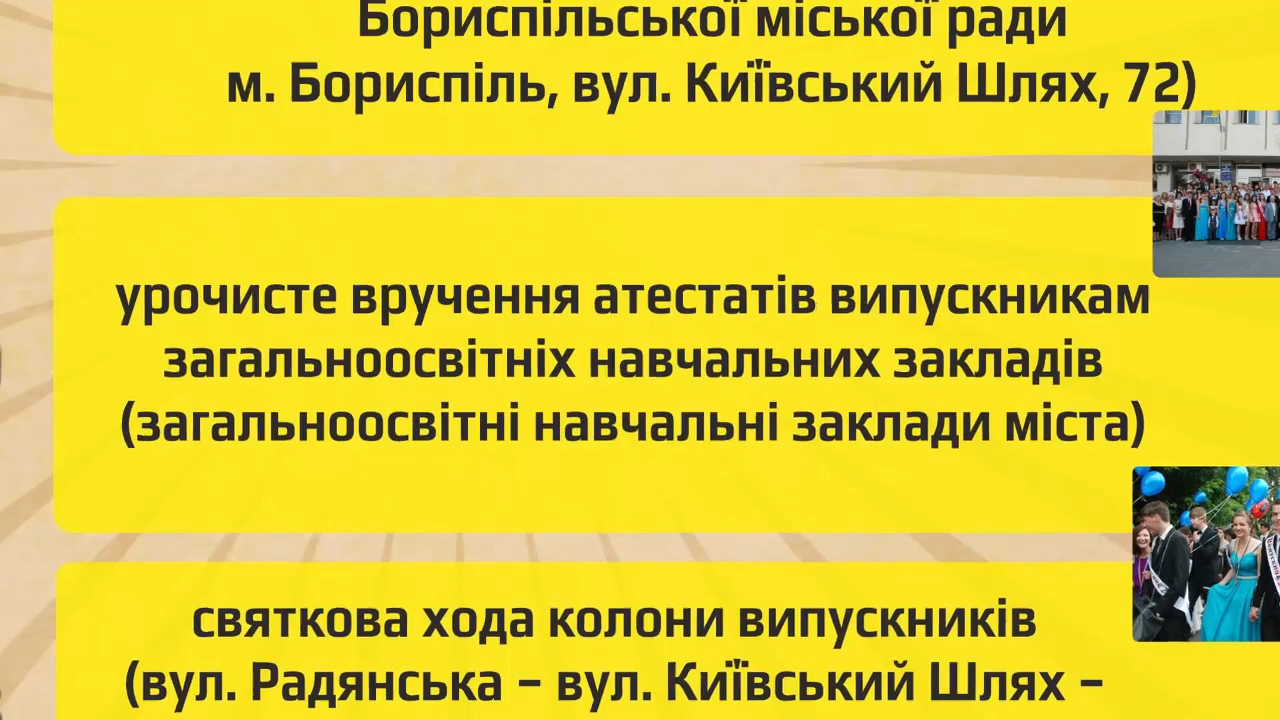 Бориспільської міської ради
м. Бориспіль, вул. Київський Шлях, 72)
урочисте вручення атестатів випускникам
загальноосвітніх навчальних закладів
(загальноосвітні навчальні заклади міста)
святкова хода колони випускників
(вул. Радянська – вул. Київський Шлях –